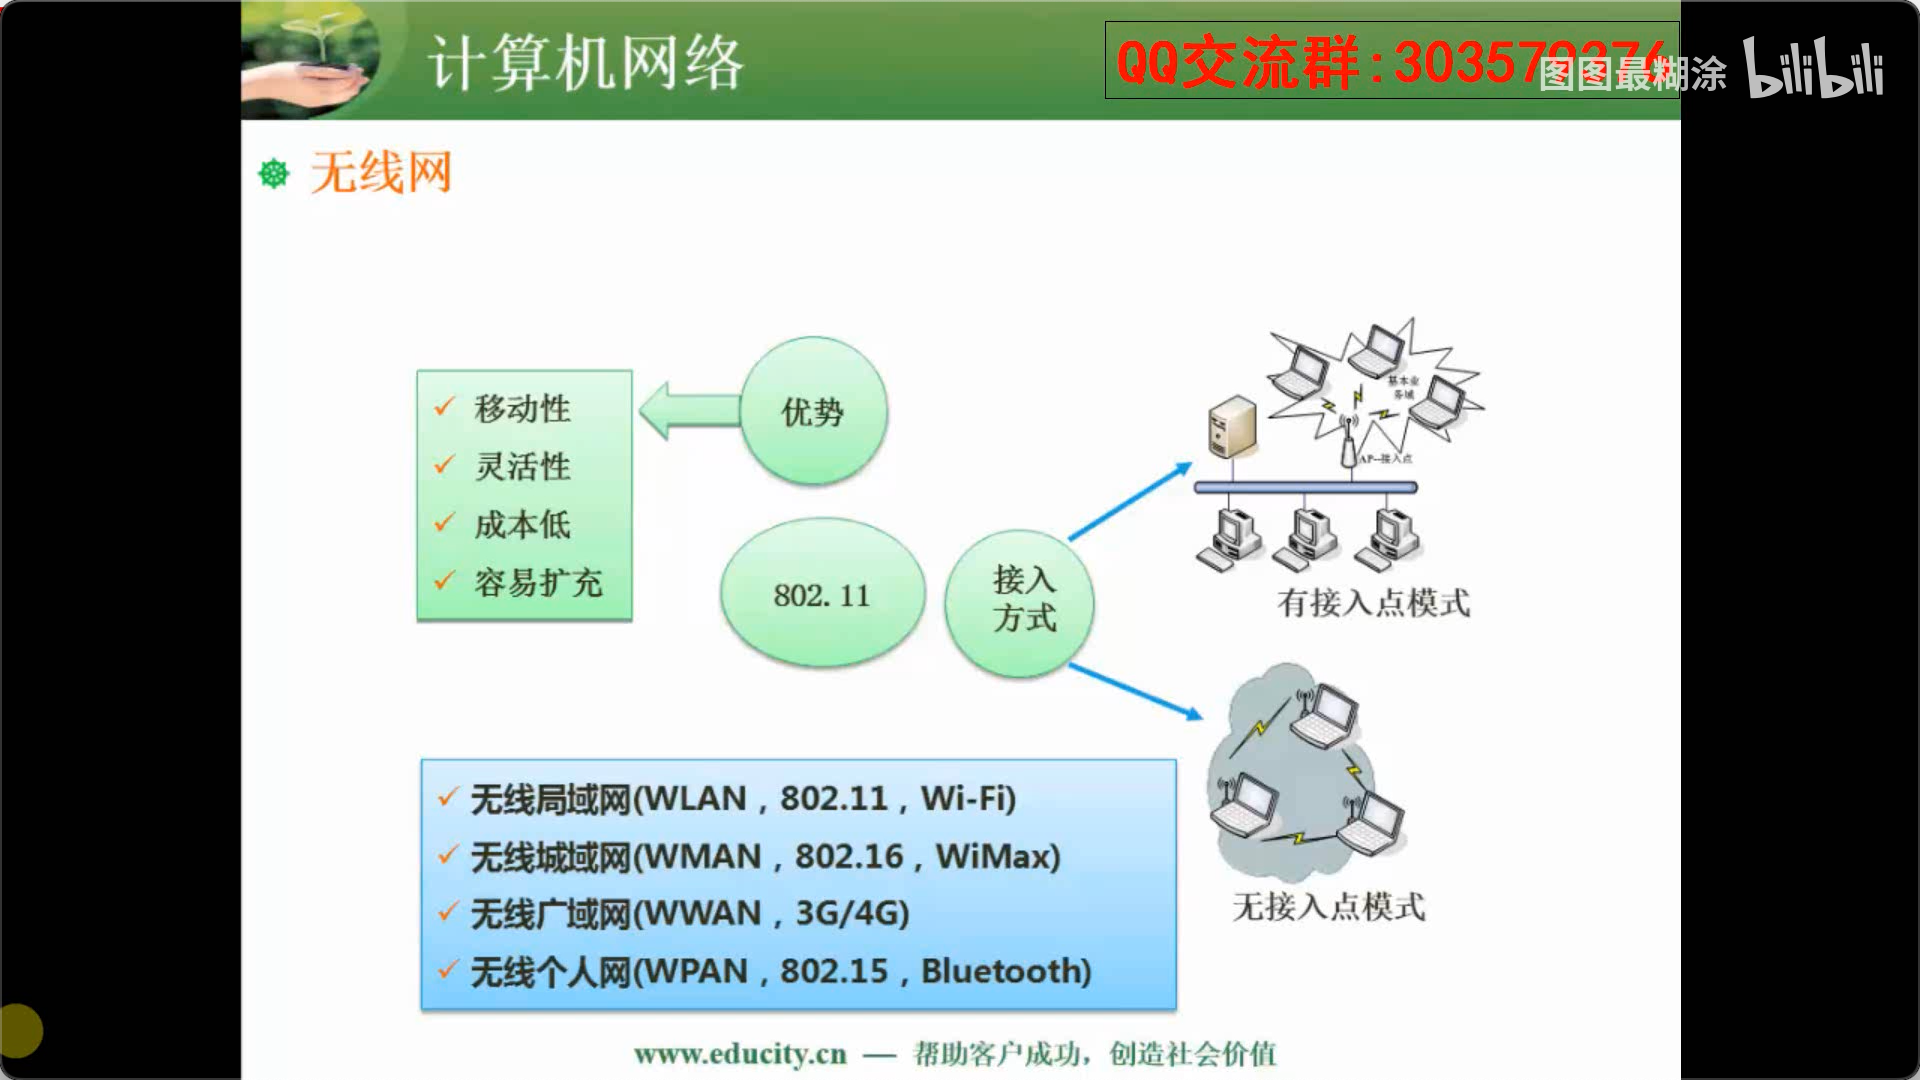 计算机网络
QQ交流群:303579376
图图最糊涂 bilibili
无线网
移动性
灵活性
成本低
容易扩充
优势
802.11
接入
方式
基本业
务域
AP--接入点
有接入点模式
无接入点模式
无线局域网(WLAN，802.11，Wi-Fi)
无线城域网(WMAN，802.16，WiMax)
无线广域网(WWAN，3G/4G)
无线个人网(WPAN，802.15，Bluetooth)
www.educity.cn — 帮助客户成功，创造社会价值